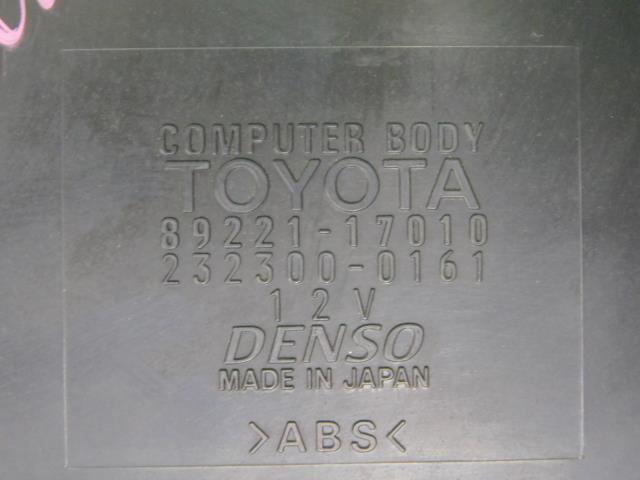 COMPUTER BODY
TOYOTA
89221-17010
232300-0161
12V
DENSO
MADE IN JAPAN
>ABS<